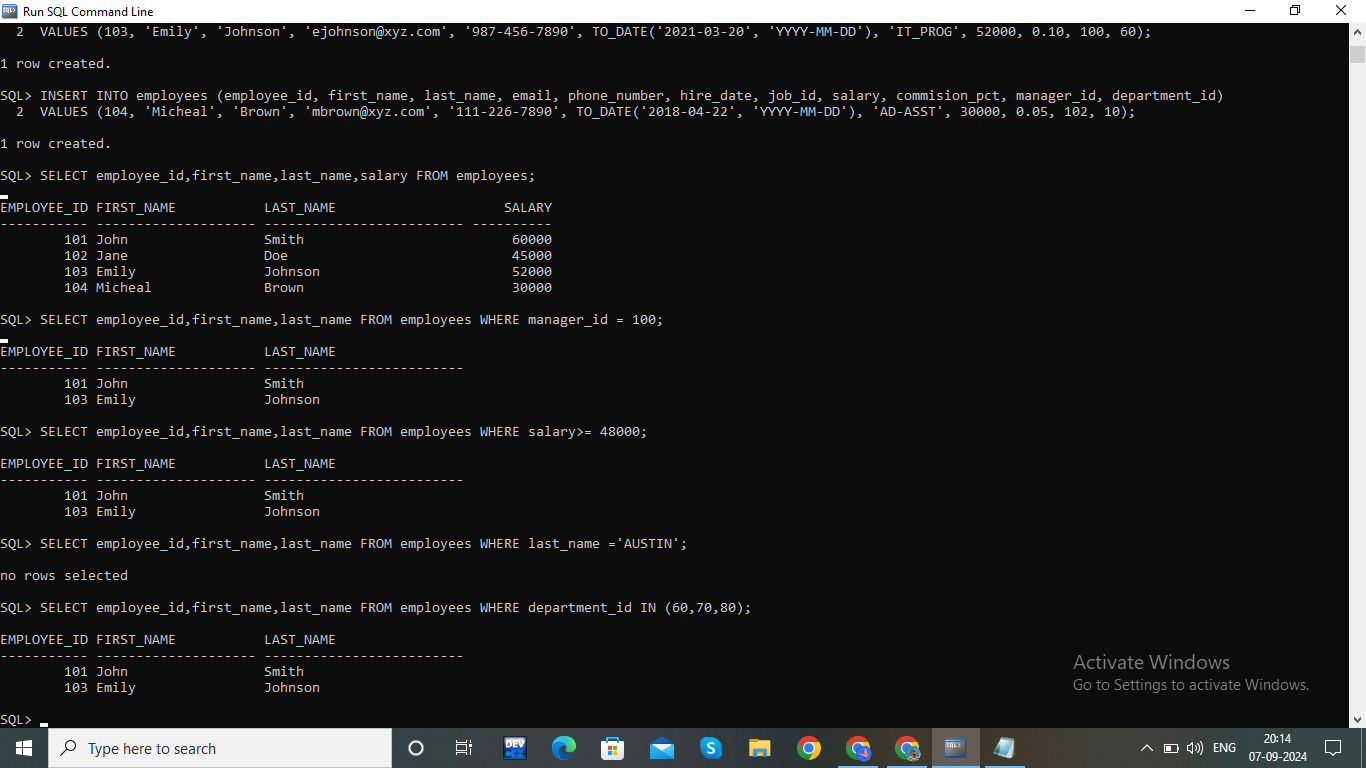 Run SQL Command Line
  2  VALUES (103, 'Emily', 'Johnson', 'ejohnson@xyz.com', '987-456-7890', TO_DATE('2021-03-20', 'YYYY-MM-DD'), 'IT_PROG', 52000, 0.10, 100, 60);
1 row created.
SQL> INSERT INTO employees (employee_id, first_name, last_name, email, phone_number, hire_date, job_id, salary, commision_pct, manager_id, department_id)
  2  VALUES (104, 'Micheal', 'Brown', 'mbrown@xyz.com', '111-226-7890', TO_DATE('2018-04-22', 'YYYY-MM-DD'), 'AD-ASST', 30000, 0.05, 102, 10);
1 row created.
SQL> SELECT employee_id,first_name,last_name,salary FROM employees;
EMPLOYEE_ID FIRST_NAME           LAST_NAME                     SALARY
----------- -------------------- ------------------------- ----------
        101 John                 Smith                          60000
        102 Jane                 Doe                            45000
        103 Emily                Johnson                        52000
        104 Micheal              Brown                          30000
SQL> SELECT employee_id,first_name,last_name FROM employees WHERE manager_id = 100;
EMPLOYEE_ID FIRST_NAME           LAST_NAME
----------- -------------------- -------------------------
        101 John                 Smith
        103 Emily                Johnson
SQL> SELECT employee_id,first_name,last_name FROM employees WHERE salary>= 48000;
EMPLOYEE_ID FIRST_NAME           LAST_NAME
----------- -------------------- -------------------------
        101 John                 Smith
        103 Emily                Johnson
SQL> SELECT employee_id,first_name,last_name FROM employees WHERE last_name ='AUSTIN';
no rows selected
SQL> SELECT employee_id,first_name,last_name FROM employees WHERE department_id IN (60,70,80);
EMPLOYEE_ID FIRST_NAME           LAST_NAME
----------- -------------------- -------------------------
        101 John                 Smith
        103 Emily                Johnson
SQL>
Activate Windows
Go to Settings to activate Windows.
Type here to search
DEV
ENG
20:14
07-09-2024